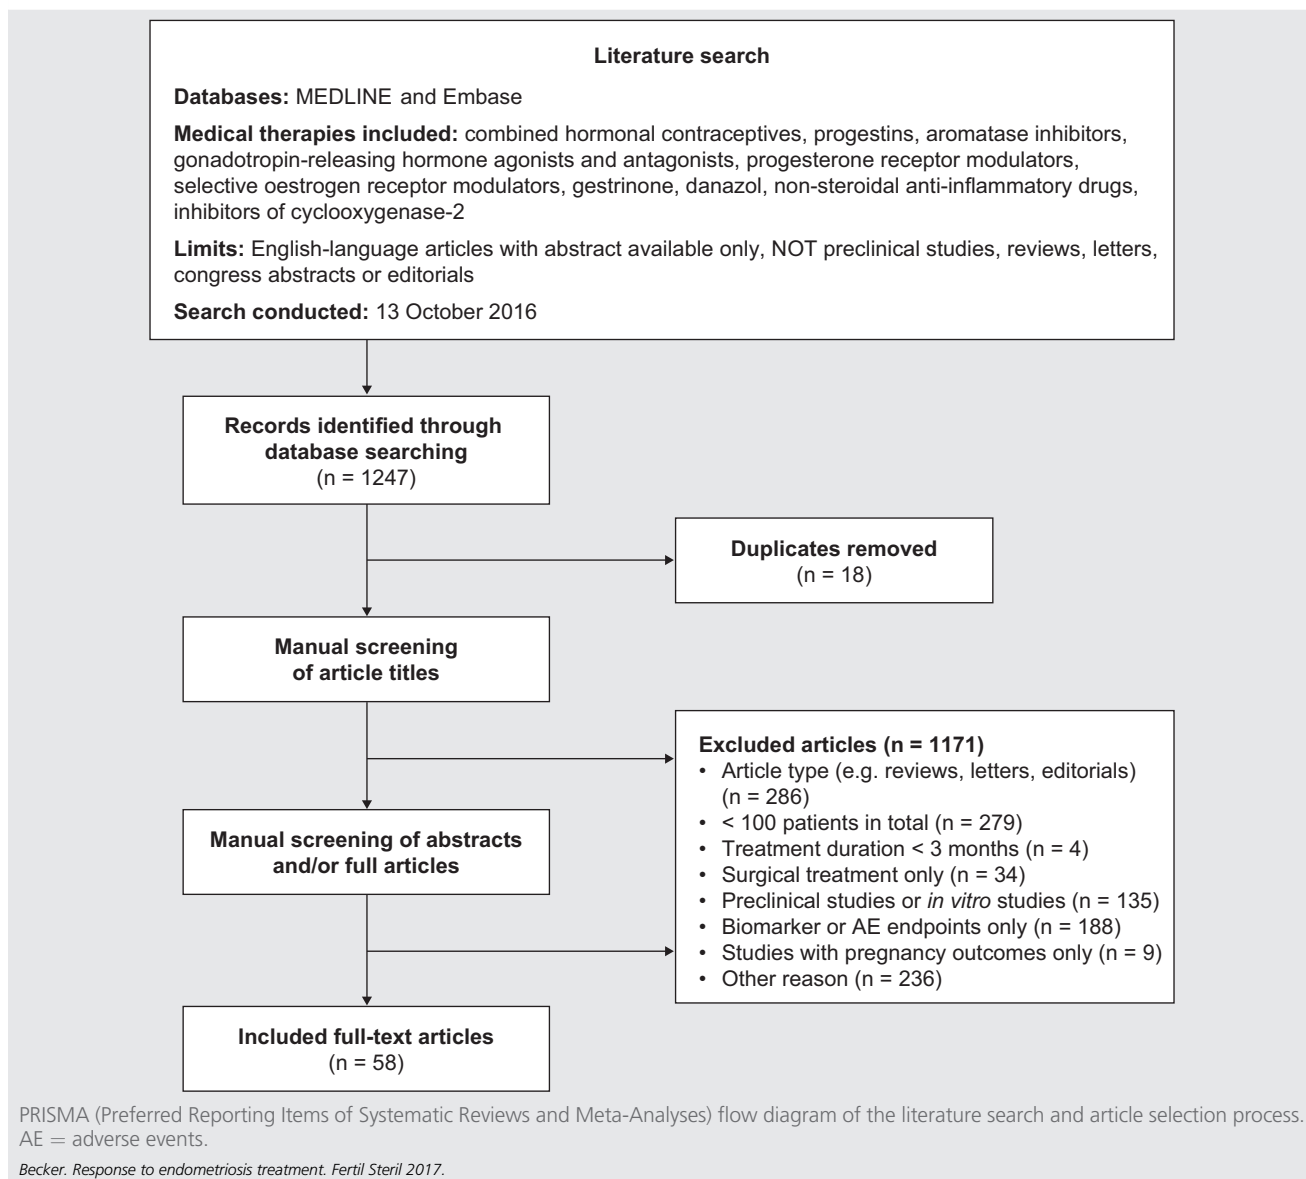 Literature search
Databases: MEDLINE and Embase
Medical therapies included: combined hormonal contraceptives, progestins, aromatase inhibitors,
gonadotropin-releasing hormone agonists and antagonists, progesterone receptor modulators,
selective oestrogen receptor modulators, gestrinone, danazol, non-steroidal anti-inflammatory drugs,
inhibitors of cyclooxygenase-2
Limits: English-language articles with abstract available only, NOT preclinical studies, reviews, letters,
congress abstracts or editorials
Search conducted: 13 October 2016
Records identified through
database searching
(n = 1247)
Duplicates removed
(n = 18)
Manual screening
of article titles
Excluded articles (n = 1171)
• Article type (e.g. reviews, letters, editorials)
(n = 286)
• < 100 patients in total (n = 279)
• Treatment duration < 3 months (n = 4)
• Surgical treatment only (n = 34)
• Preclinical studies or in vitro studies (n = 135)
• Biomarker or AE endpoints only (n = 188)
• Studies with pregnancy outcomes only (n = 9)
• Other reason (n = 236)
Manual screening of abstracts
and/or full articles
Included full-text articles
(n = 58)
PRISMA (Preferred Reporting Items of Systematic Reviews and Meta-Analyses) flow diagram of the literature search and article selection process.
AE = adverse events.
Becker. Response to endometriosis treatment. Fertil Steril 2017.